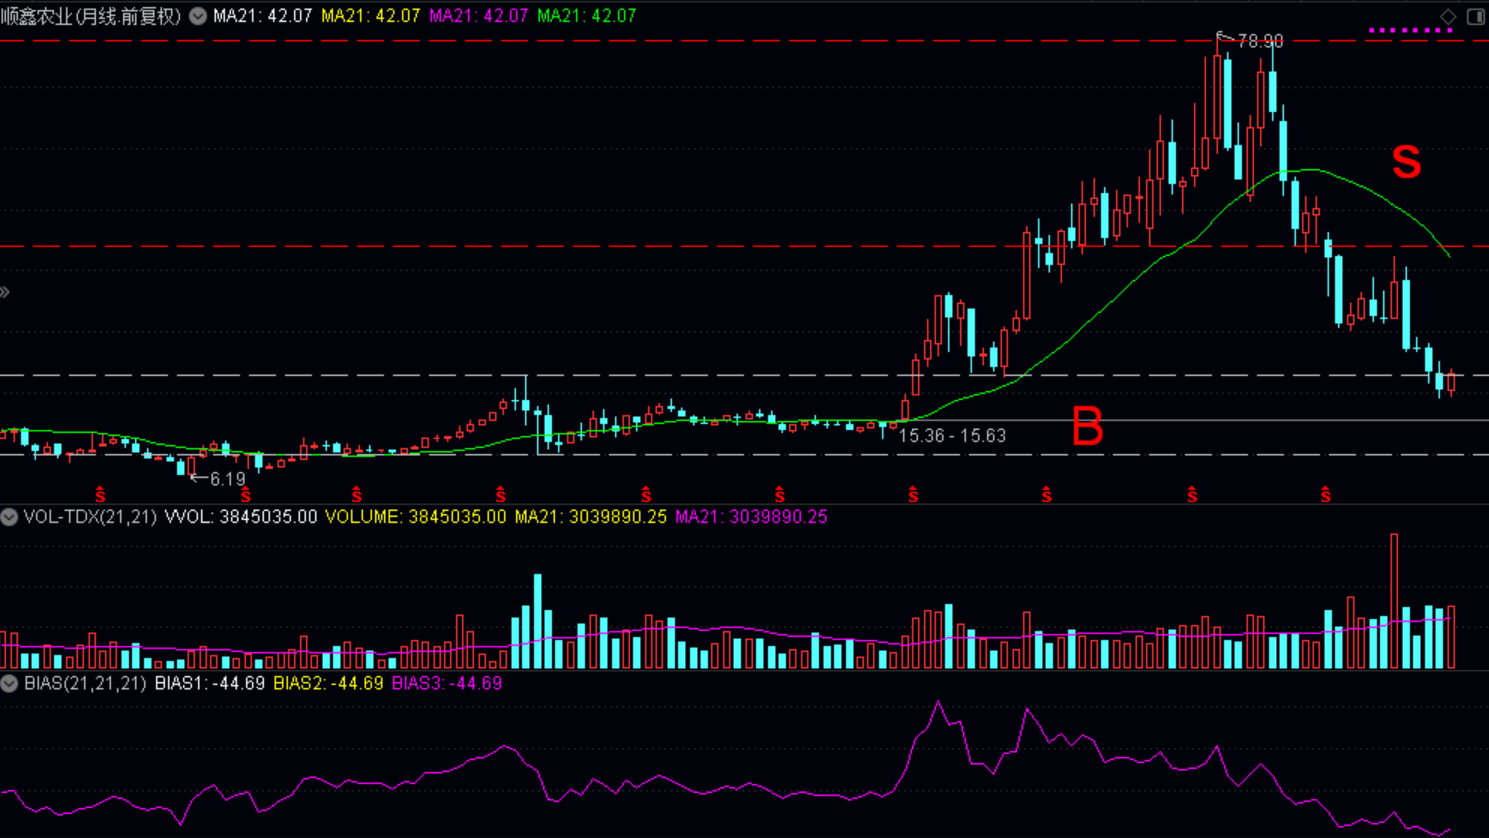 顺鑫农业(月线.前复权) MA21: 42.07 MA21: 42.07 MA21: 42.07 MA21: 42.07
78.90
S
B
15.36 - 15.63
6.19
S S S S S S S S S S
VOL-TDX(21,21) VVOL: 3845035.00 VOLUME: 3845035.00 MA21: 3039890.25 MA21: 3039890.25
BIAS(21,21,21) BIAS1: -44.69 BIAS2: -44.69 BIAS3: -44.69